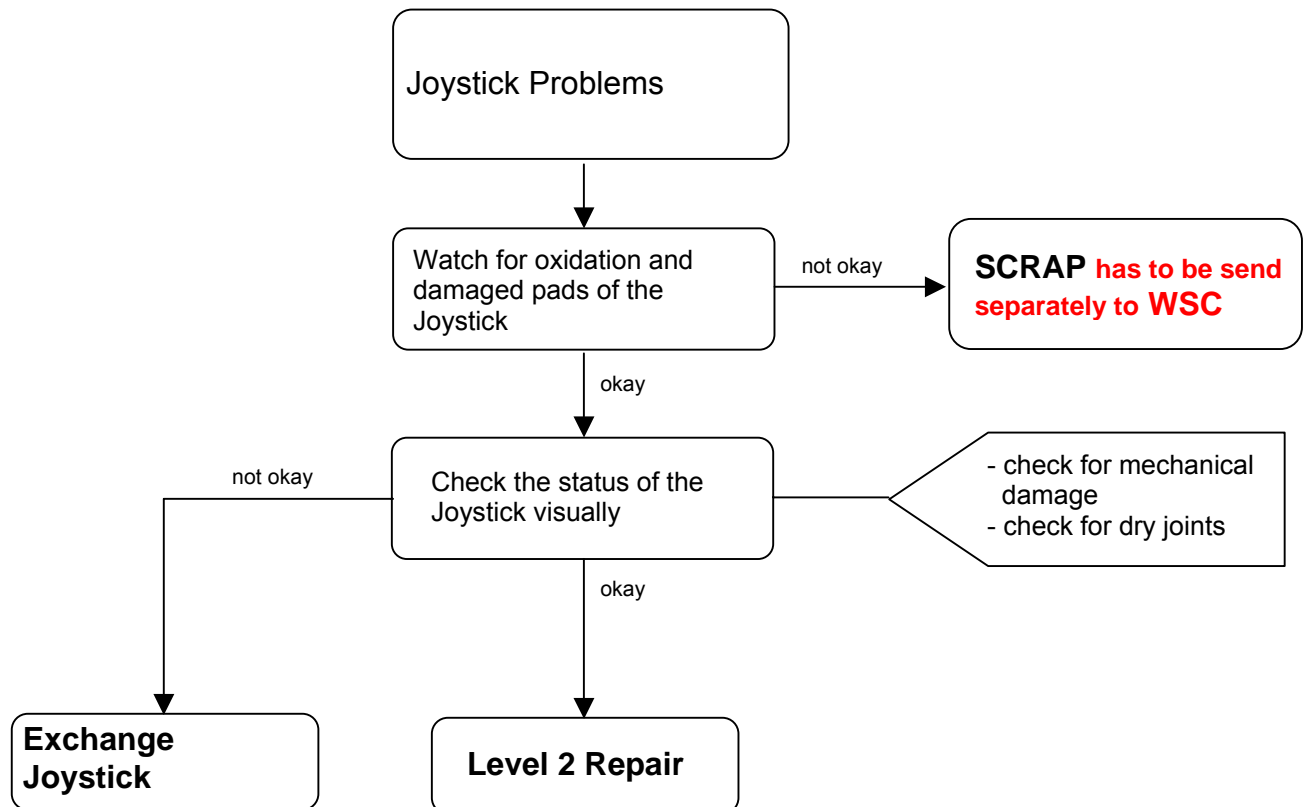 Joystick Problems
Watch for oxidation and
damaged pads of the
Joystick
not okay
SCRAP has to be send
separately to WSC
okay
Check the status of the
Joystick visually
- check for mechanical
damage
- check for dry joints
not okay
okay
Exchange
Joystick
Level 2 Repair